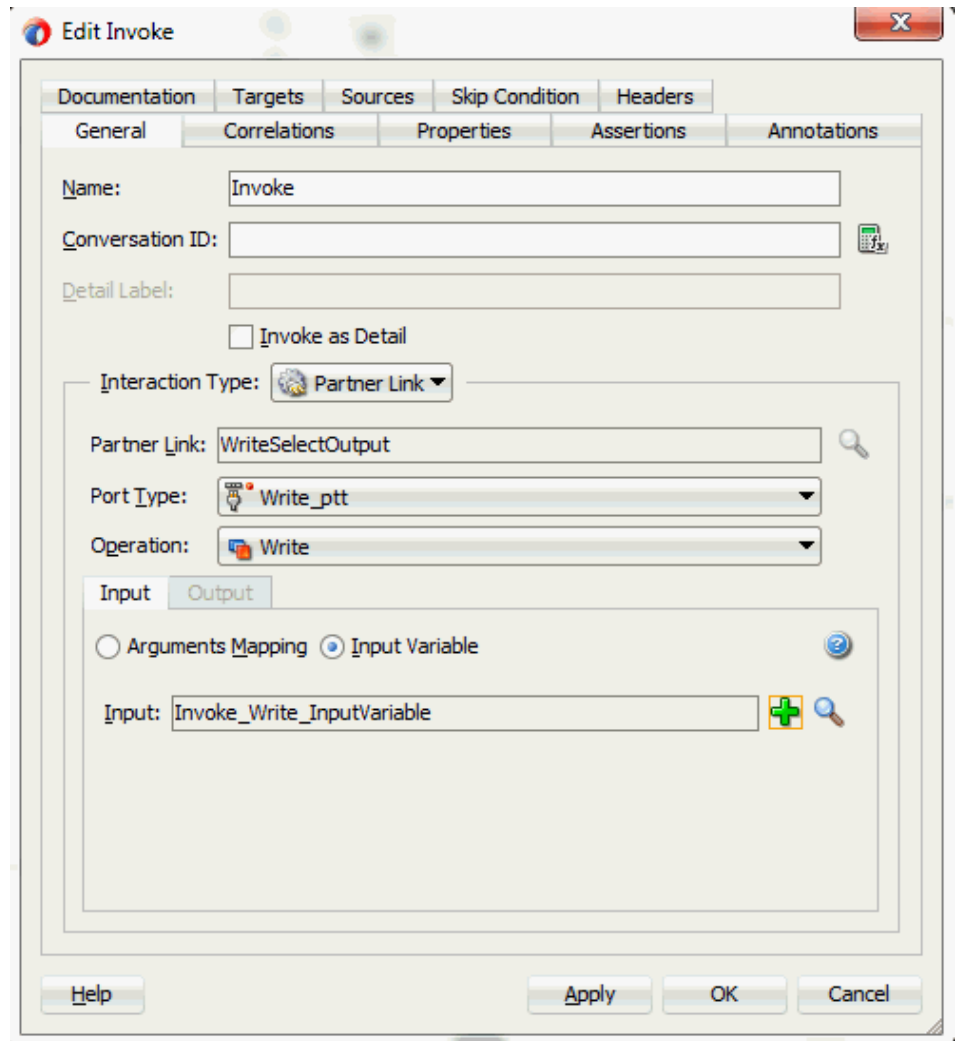 Edit Invoke
Documentation Targets Sources Skip Condition Headers
General Correlations Properties Assertions Annotations
Name: Invoke
Conversation ID:
Detail Label:
Invoke as Detail
Interaction Type: Partner Link
Partner Link: WriteSelectOutput
Port Type: Write_ptt
Operation: Write
Input Output
Arguments Mapping Input Variable
Input: Invoke_Write_InputVariable
Help Apply OK Cancel